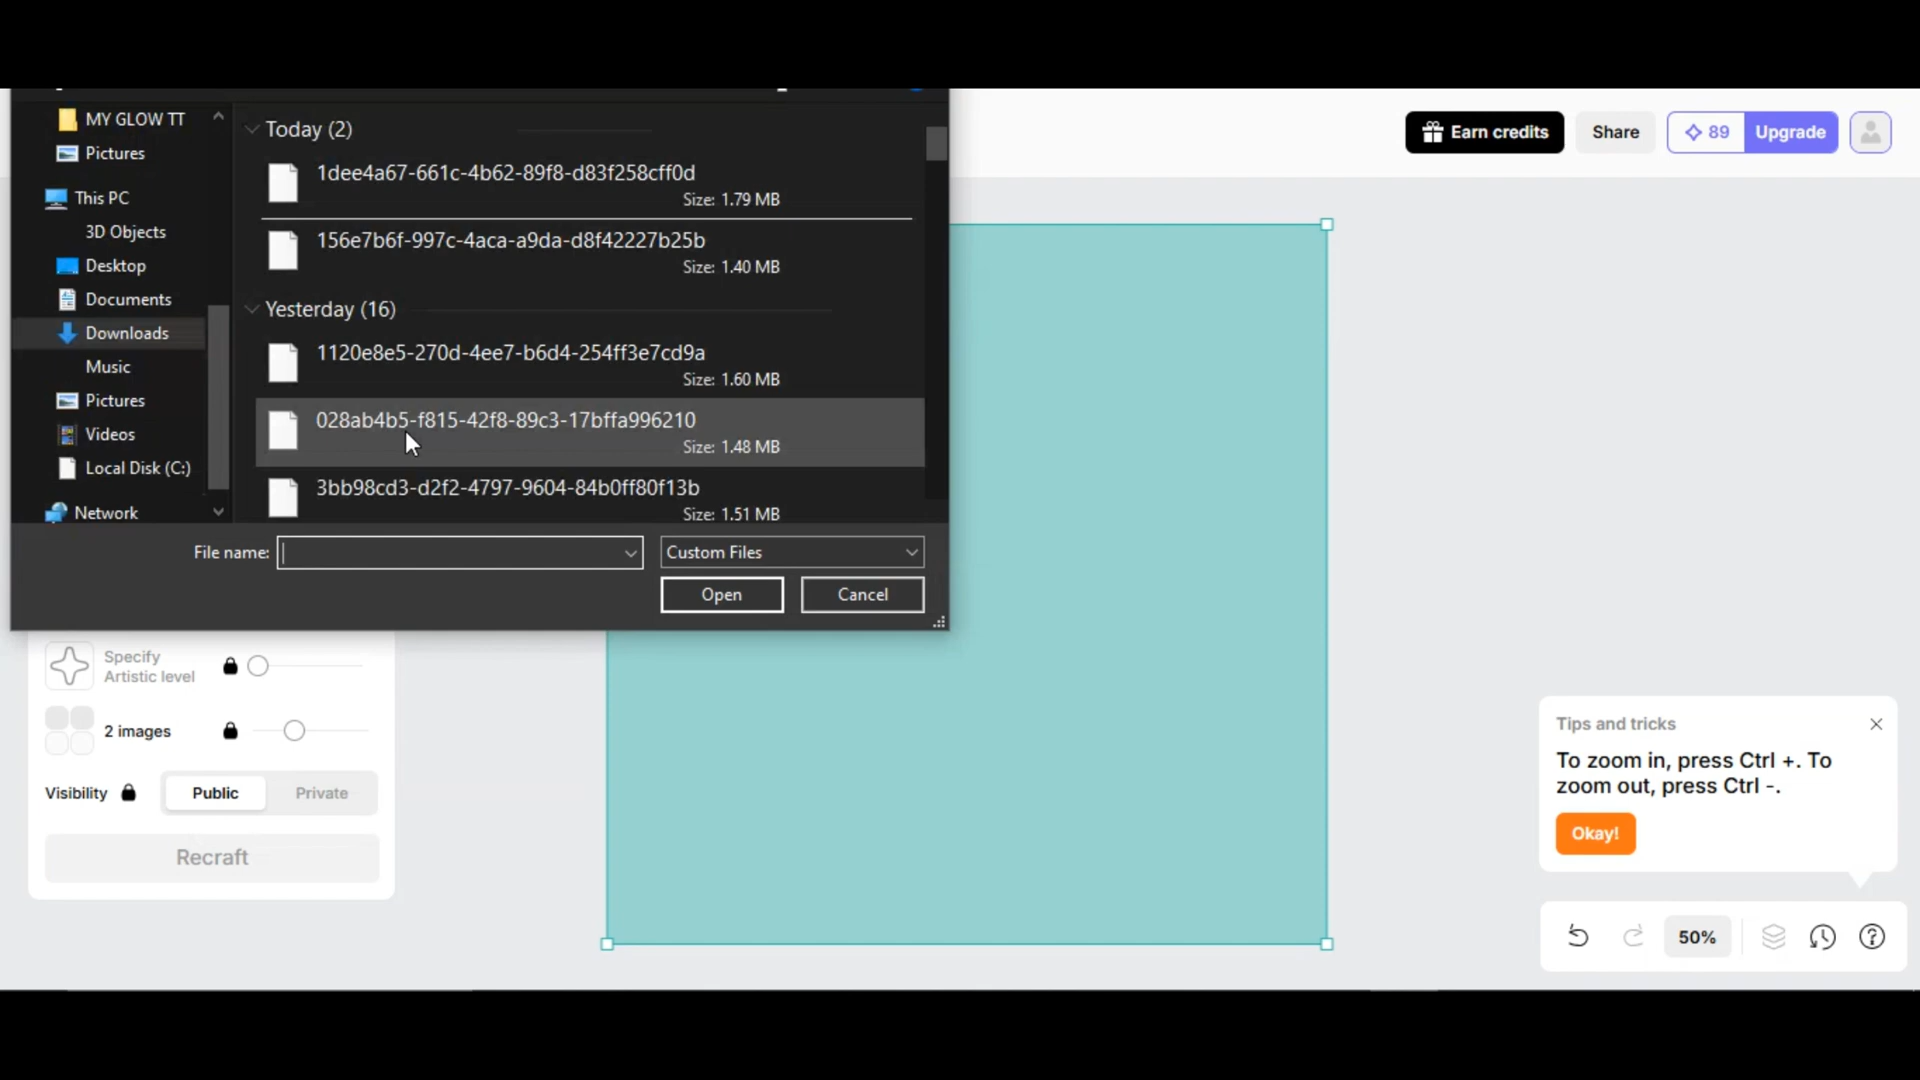 MY GLOW TT
Pictures
This PC
3D Objects
Desktop
Documents
Downloads
Music
Pictures
Videos
Local Disk (C:)
Network
Today (2)
1dee4a67-661c-4b62-89f8-d83f258cff0d
Size: 1.79 MB
156e7b6f-997c-4aca-a9da-d8f42227b25b
Size: 1.40 MB
Yesterday (16)
1120e8e5-270d-4ee7-b6d4-254ff3e7cd9a
Size: 1.60 MB
028ab4b5-f815-42f8-89c3-17bffa996210
Size: 1.48 MB
3bb98cd3-d2f2-4797-9604-84b0ff80f13b
Size: 1.51 MB
File name:
Custom Files
Open
Cancel
Earn credits
Share
89
Upgrade
Specify
Artistic level
2 images
Visibility
Public
Private
Recraft
Tips and tricks
To zoom in, press Ctrl +. To
zoom out, press Ctrl -.
Okay!
50%